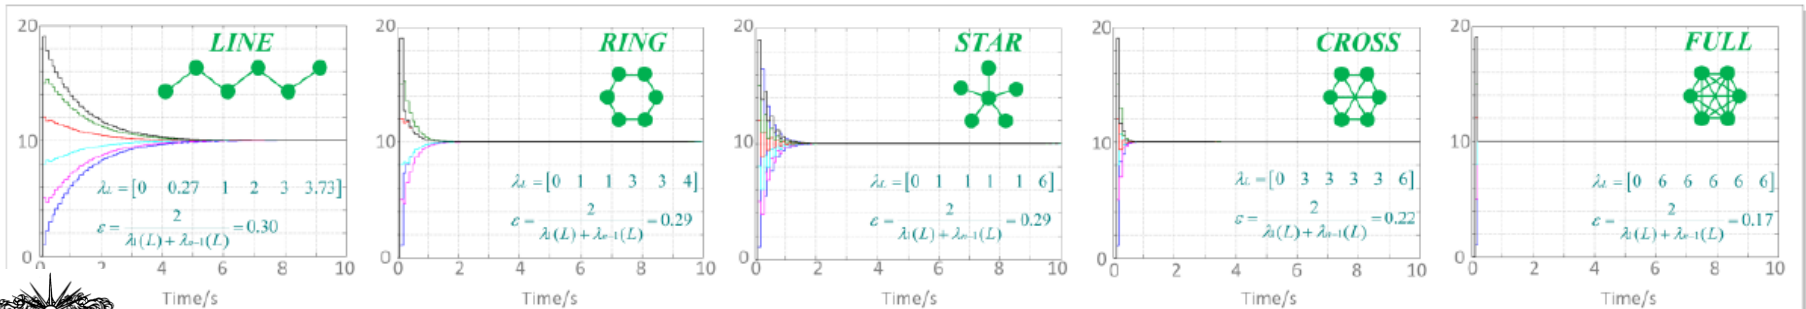 LINE
20
10
0
λL = [0 0.27 1 2 3 3.73]
ε = 2 / λ1(L) + λn−1(L) = 0.30
0 2 4 6 8 10
Time/s
RING
20
10
0
λL = [0 1 1 3 3 4]
ε = 2 / λ1(L) + λn−1(L) = 0.29
0 2 4 6 8 10
Time/s
STAR
20
10
0
λL = [0 1 1 1 1 6]
ε = 2 / λ1(L) + λn−1(L) = 0.29
0 2 4 6 8 10
Time/s
CROSS
20
10
0
λL = [0 3 3 3 3 6]
ε = 2 / λ1(L) + λn−1(L) = 0.22
0 2 4 6 8 10
Time/s
FULL
20
10
0
λL = [0 6 6 6 6 6]
ε = 2 / λ1(L) + λn−1(L) = 0.17
0 2 4 6 8 10
Time/s